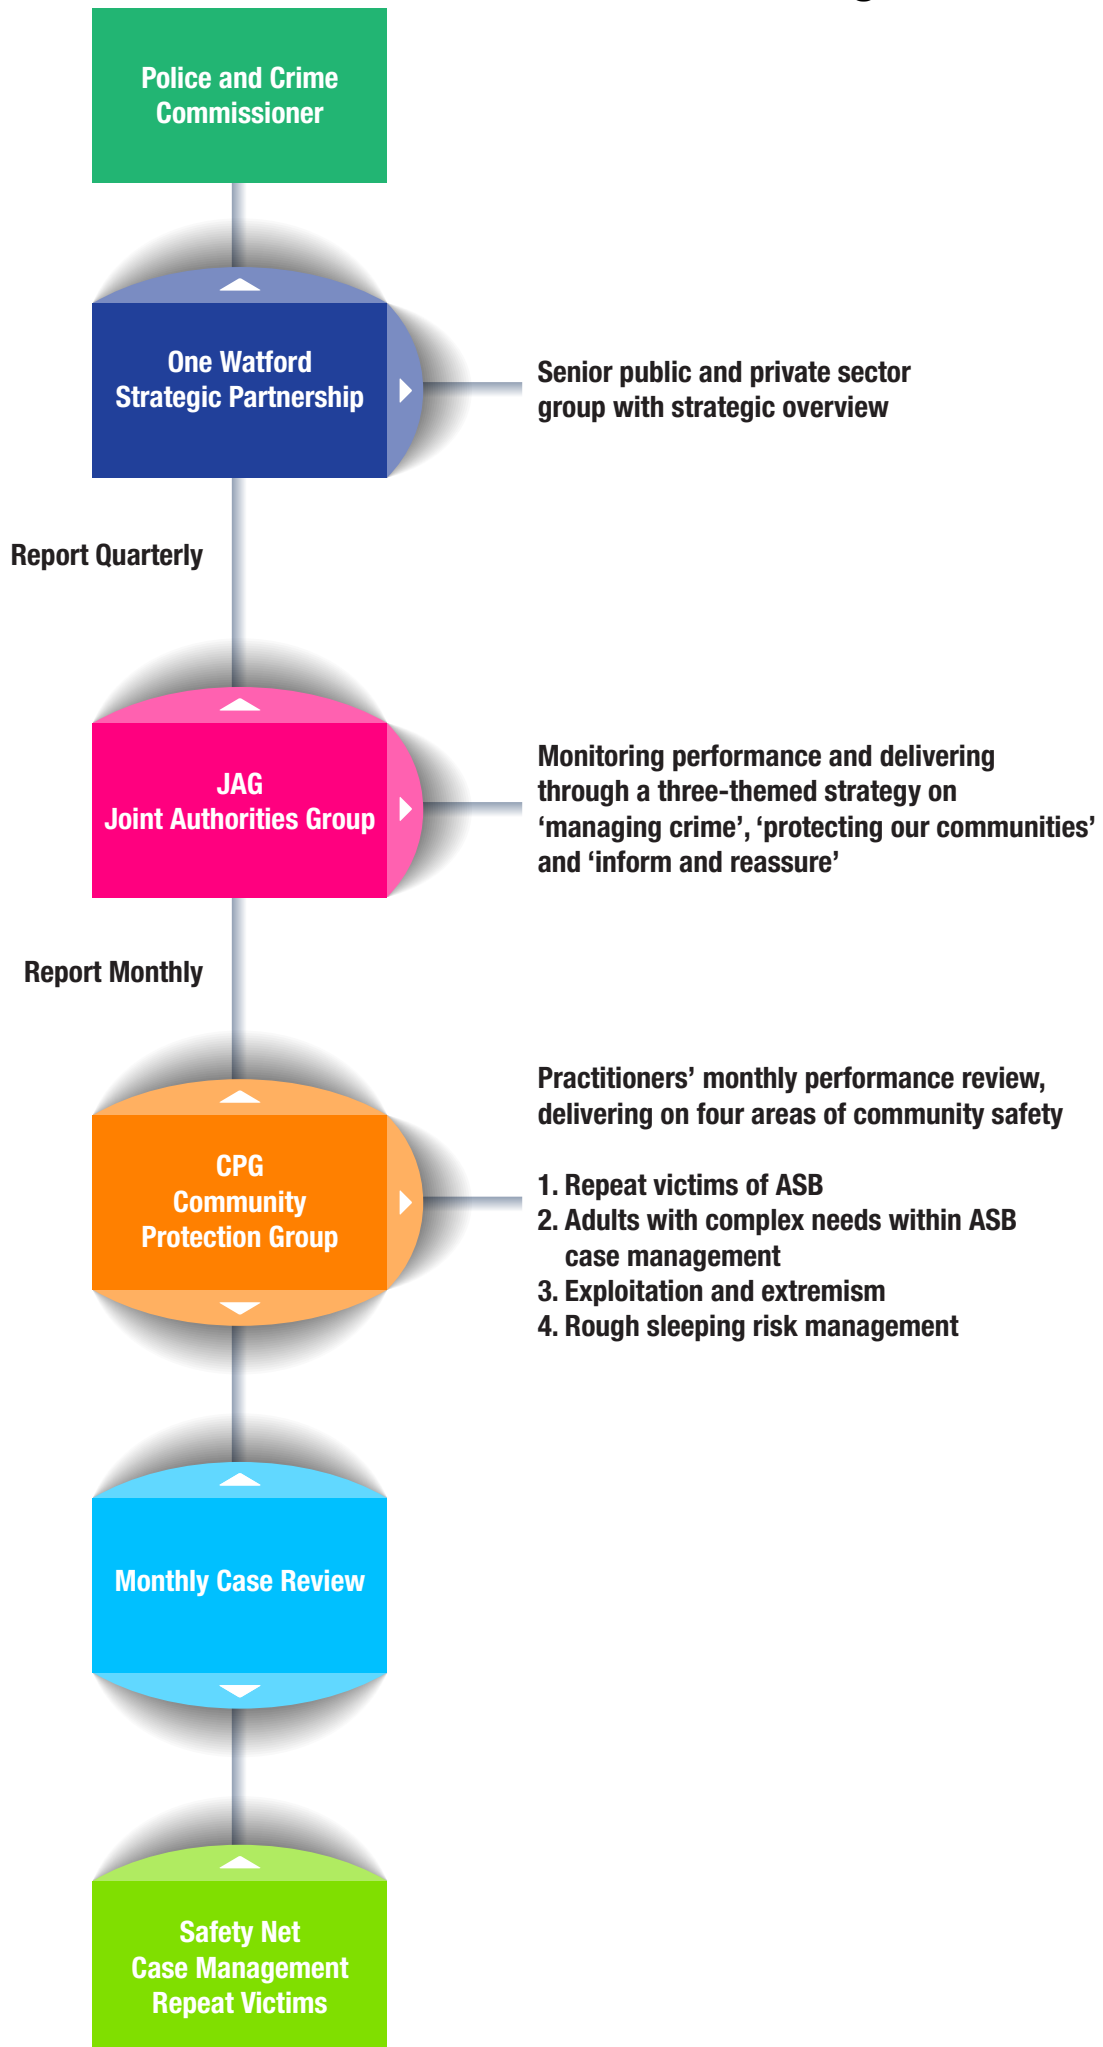 Police and Crime
Commissioner
One Watford
Strategic Partnership
Senior public and private sector
group with strategic overview
Report Quarterly
JAG
Joint Authorities Group
Monitoring performance and delivering
through a three-themed strategy on
‘managing crime’, ‘protecting our communities’
and ‘inform and reassure’
Report Monthly
CPG
Community
Protection Group
Practitioners’ monthly performance review,
delivering on four areas of community safety
1. Repeat victims of ASB
2. Adults with complex needs within ASB
case management
3. Exploitation and extremism
4. Rough sleeping risk management
Monthly Case Review
Safety Net
Case Management
Repeat Victims